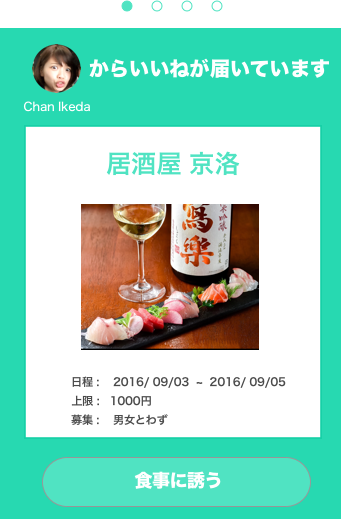 からいいねが届いています
Chan Ikeda
居酒屋 京洛
寫樂
日程： 2016/ 09/03 ~ 2016/ 09/05
上限： 1000円
募集： 男女とわず
食事に誘う